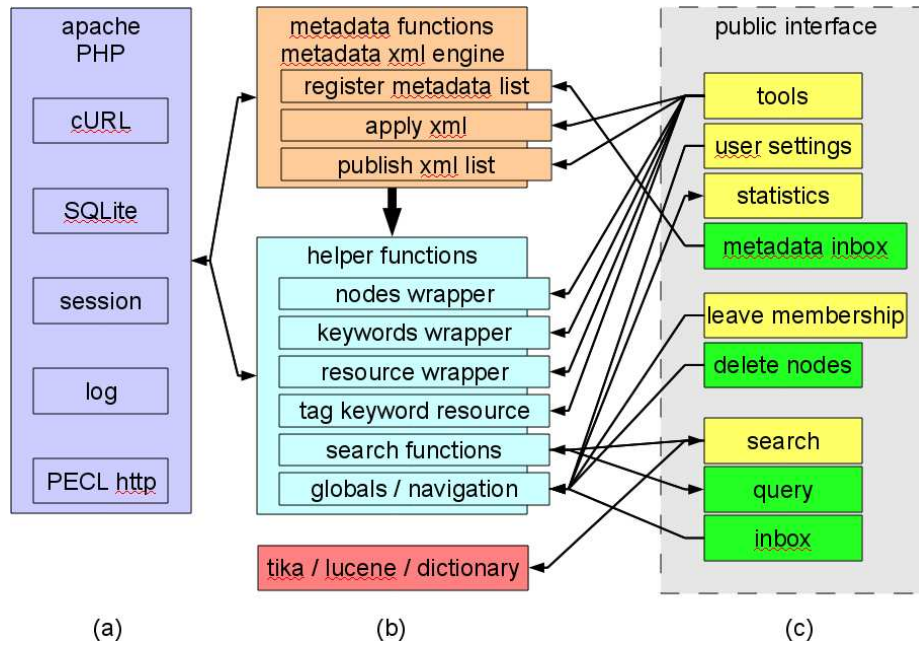 apache
PHP
cURL
SQLite
session
log
PECL http
metadata functions
metadata xml engine
register metadata list
apply xml
publish xml list
helper functions
nodes wrapper
keywords wrapper
resource wrapper
tag keyword resource
search functions
globals / navigation
tika / lucene / dictionary
public interface
tools
user settings
statistics
metadata inbox
leave membership
delete nodes
search
query
inbox
(a)
(b)
(c)